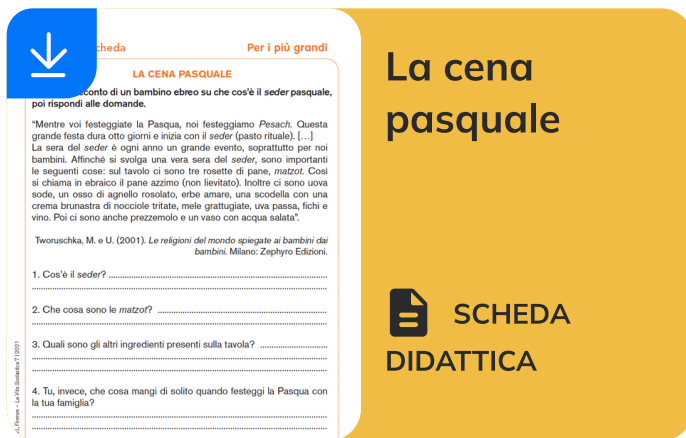 cheda
Per i più grandi
LA CENA PASQUALE
conto di un bambino ebreo su che cos'è il seder pasquale,
poi rispondi alle domande.
"Mentre voi festeggiate la Pasqua, noi festeggiamo Pesach. Questa
grande festa dura otto giorni e inizia con il seder (pasto rituale). [...]
La sera del seder è ogni anno un grande evento, soprattutto per noi
bambini. Affinché si svolga una vera sera del seder, sono importanti
le seguenti cose: sul tavolo ci sono tre rosette di pane, matzot. Così
si chiama in ebraico il pane azzimo (non lievitato). Inoltre ci sono uova
sode, un osso di agnello rosolato, erbe amare, una scodella con una
crema brunastra di nocciole tritate, mele grattugiate, uva passa, fichi e
vino. Poi ci sono anche prezzemolo e un vaso con acqua salata".
Tworuschka, M. e U. (2001). Le religioni del mondo spiegate ai bambini dai
bambini. Milano: Zephyro Edizioni.
1. Cos'è il seder?
2. Che cosa sono le matzot?
3. Quali sono gli altri ingredienti presenti sulla tavola?
4. Tu, invece, che cosa mangi di solito quando festeggi la Pasqua con
la tua famiglia?
Firenze – La Vita Scolastica 7 | 2021
La cena
pasquale
SCHEDA
DIDATTICA